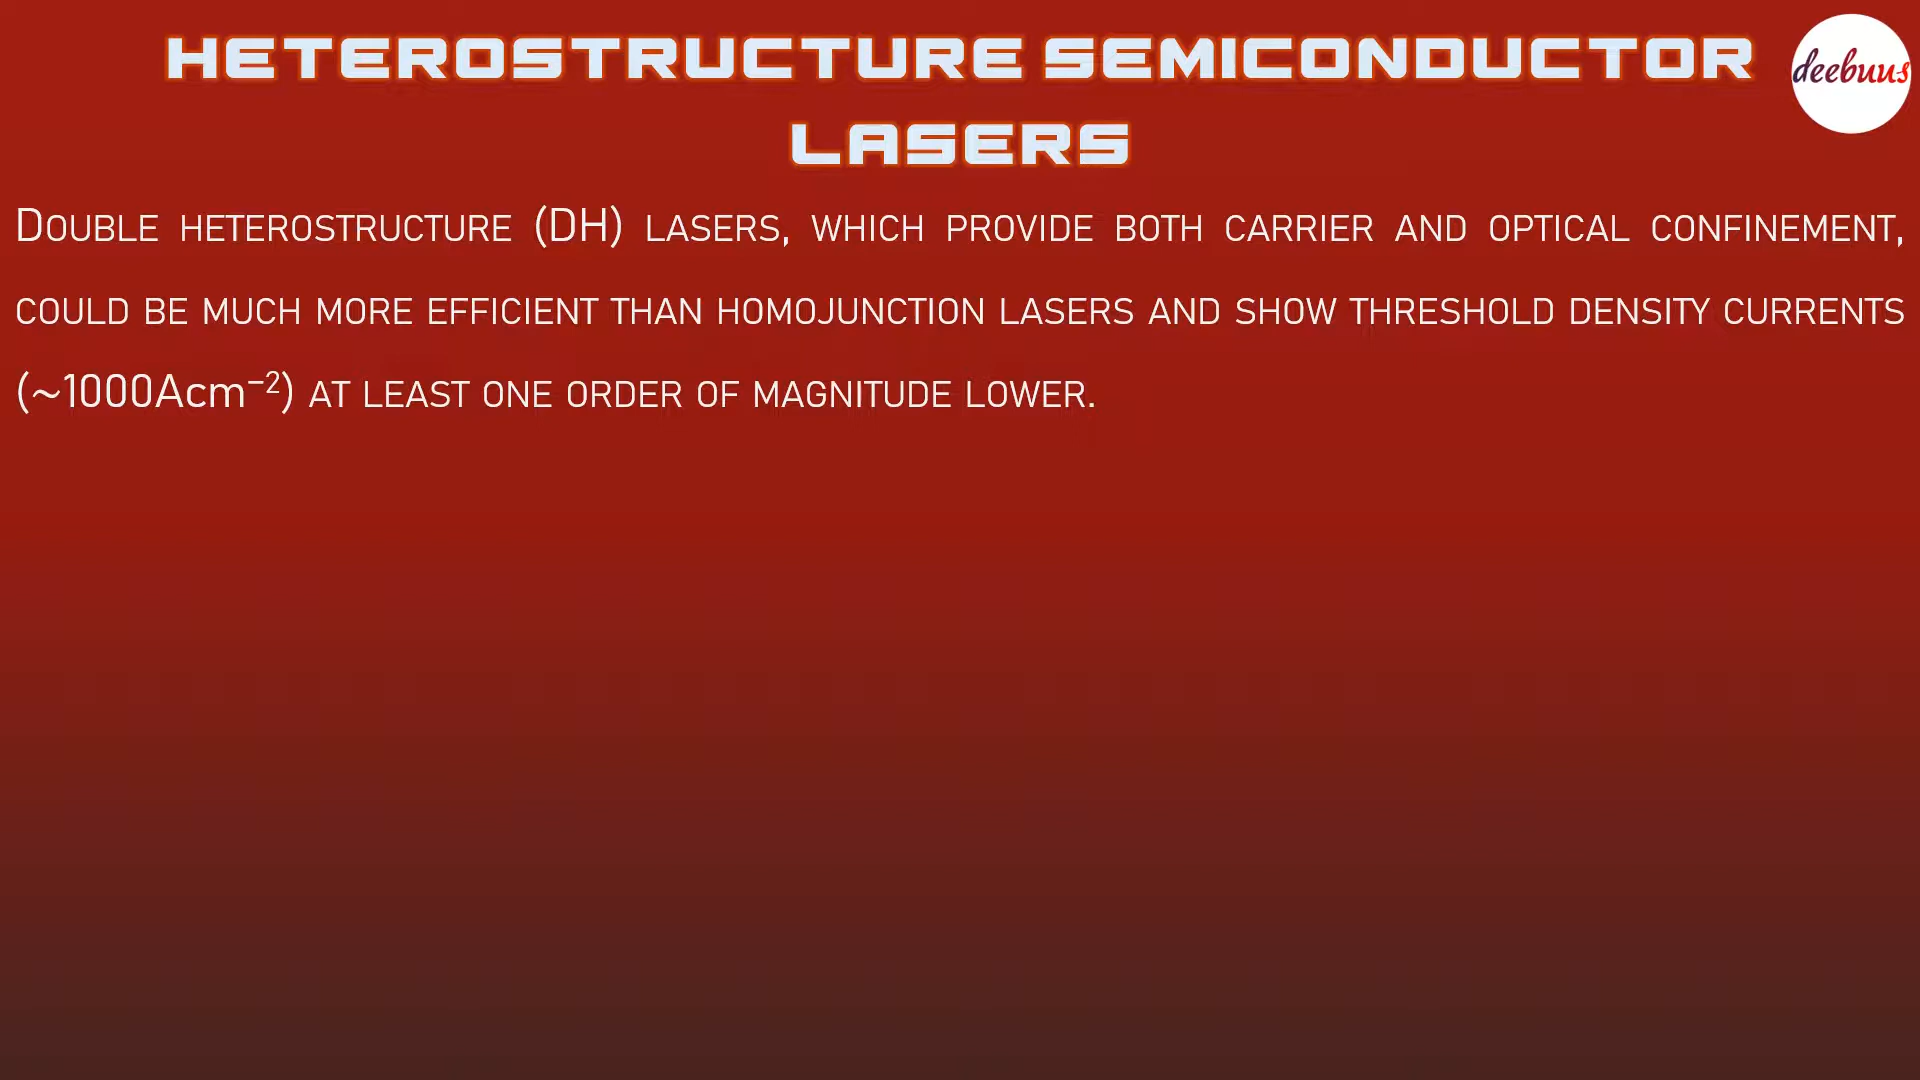 HETEROSTRUCTURE SEMICONDUCTOR
LASERS
deebuus
DOUBLE HETEROSTRUCTURE (DH) LASERS, WHICH PROVIDE BOTH CARRIER AND OPTICAL CONFINEMENT,
COULD BE MUCH MORE EFFICIENT THAN HOMOJUNCTION LASERS AND SHOW THRESHOLD DENSITY CURRENTS
(~1000Acm⁻²) AT LEAST ONE ORDER OF MAGNITUDE LOWER.